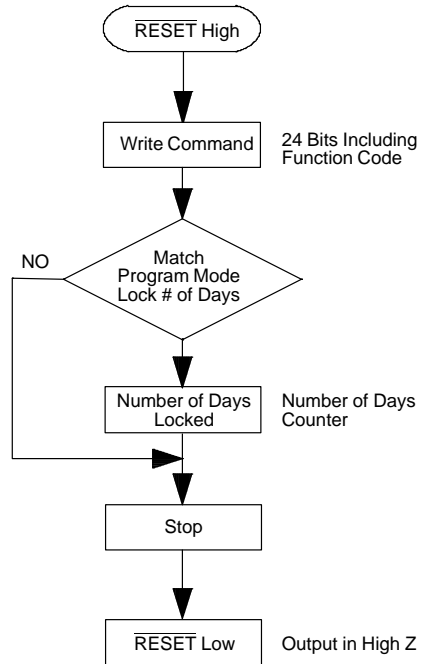 RESET High
Write Command
24 Bits Including
Function Code
NO
Match
Program Mode
Lock # of Days
Number of Days
Locked
Number of Days
Counter
Stop
RESET Low
Output in High Z